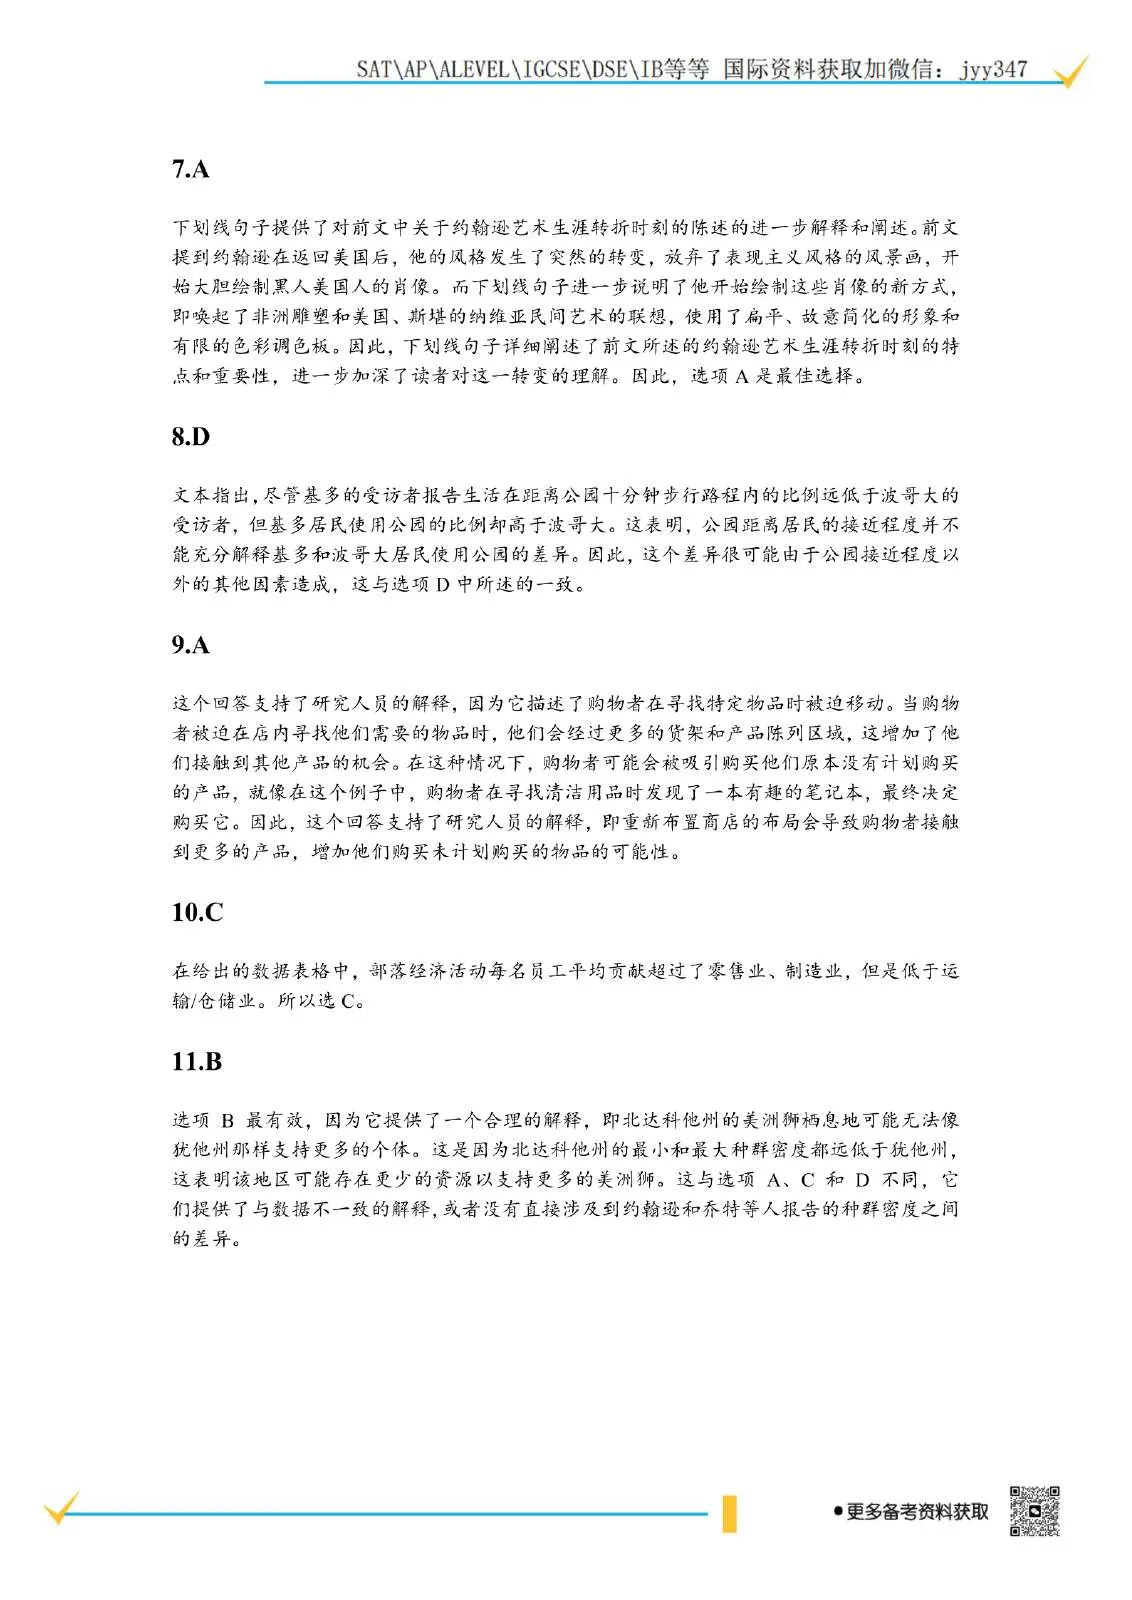 SAT\AP\ALEVEL\IGCSE\DSE\IB等等 国际资料获取加微信：jyy347
7.A
下划线句子提供了对前文中关于约翰逊艺术生涯转折时刻的陈述的进一步解释和阐述。前文
提到约翰逊在返回美国后，他的风格发生了突然的转变，放弃了表现主义风格的风景画，开
始大胆绘制黑人美国人的肖像。而下划线句子进一步说明了他开始绘制这些肖像的新方式，
即唤起了非洲雕塑和美国、斯堪的纳维亚民间艺术的联想，使用了扁平、故意简化的形象和
有限的色彩调色板。因此，下划线句子详细阐述了前文所述的约翰逊艺术生涯转折时刻的特
点和重要性，进一步加深了读者对这一转变的理解。因此，选项 A 是最佳选择。
8.D
文本指出，尽管基多的受访者报告生活在距离公园十分钟步行路程内的比例远低于波哥大的
受访者，但基多居民使用公园的比例却高于波哥大。这表明，公园距离居民的接近程度并不
能充分解释基多和波哥大居民使用公园的差异。因此，这个差异很可能由于公园接近程度以
外的其他因素造成，这与选项 D 中所述的一致。
9.A
这个回答支持了研究人员的解释，因为它描述了购物者在寻找特定物品时被迫移动。当购物
者被迫在店内寻找他们需要的物品时，他们会经过更多的货架和产品陈列区域，这增加了他
们接触到其他产品的机会。在这种情况下，购物者可能会被吸引购买他们原本没有计划购买
的产品，就像在这个例子中，购物者在寻找清洁用品时发现了一本有趣的笔记本，最终决定
购买它。因此，这个回答支持了研究人员的解释，即重新布置商店的布局会导致购物者接触
到更多的产品，增加他们购买未计划购买的物品的可能性。
10.C
在给出的数据表格中，部落经济活动每名员工平均贡献超过了零售业、制造业，但是低于运
输/仓储业。所以选 C。
11.B
选项 B 最有效，因为它提供了一个合理的解释，即北达科他州的美洲狮栖息地可能无法像
犹他州那样支持更多的个体。这是因为北达科他州的最小和最大种群密度都远低于犹他州，
这表明该地区可能存在更少的资源以支持更多的美洲狮。这与选项 A、C 和 D 不同，它
们提供了与数据不一致的解释，或者没有直接涉及到约翰逊和乔特等人报告的种群密度之间
的差异。
•更多备考资料获取